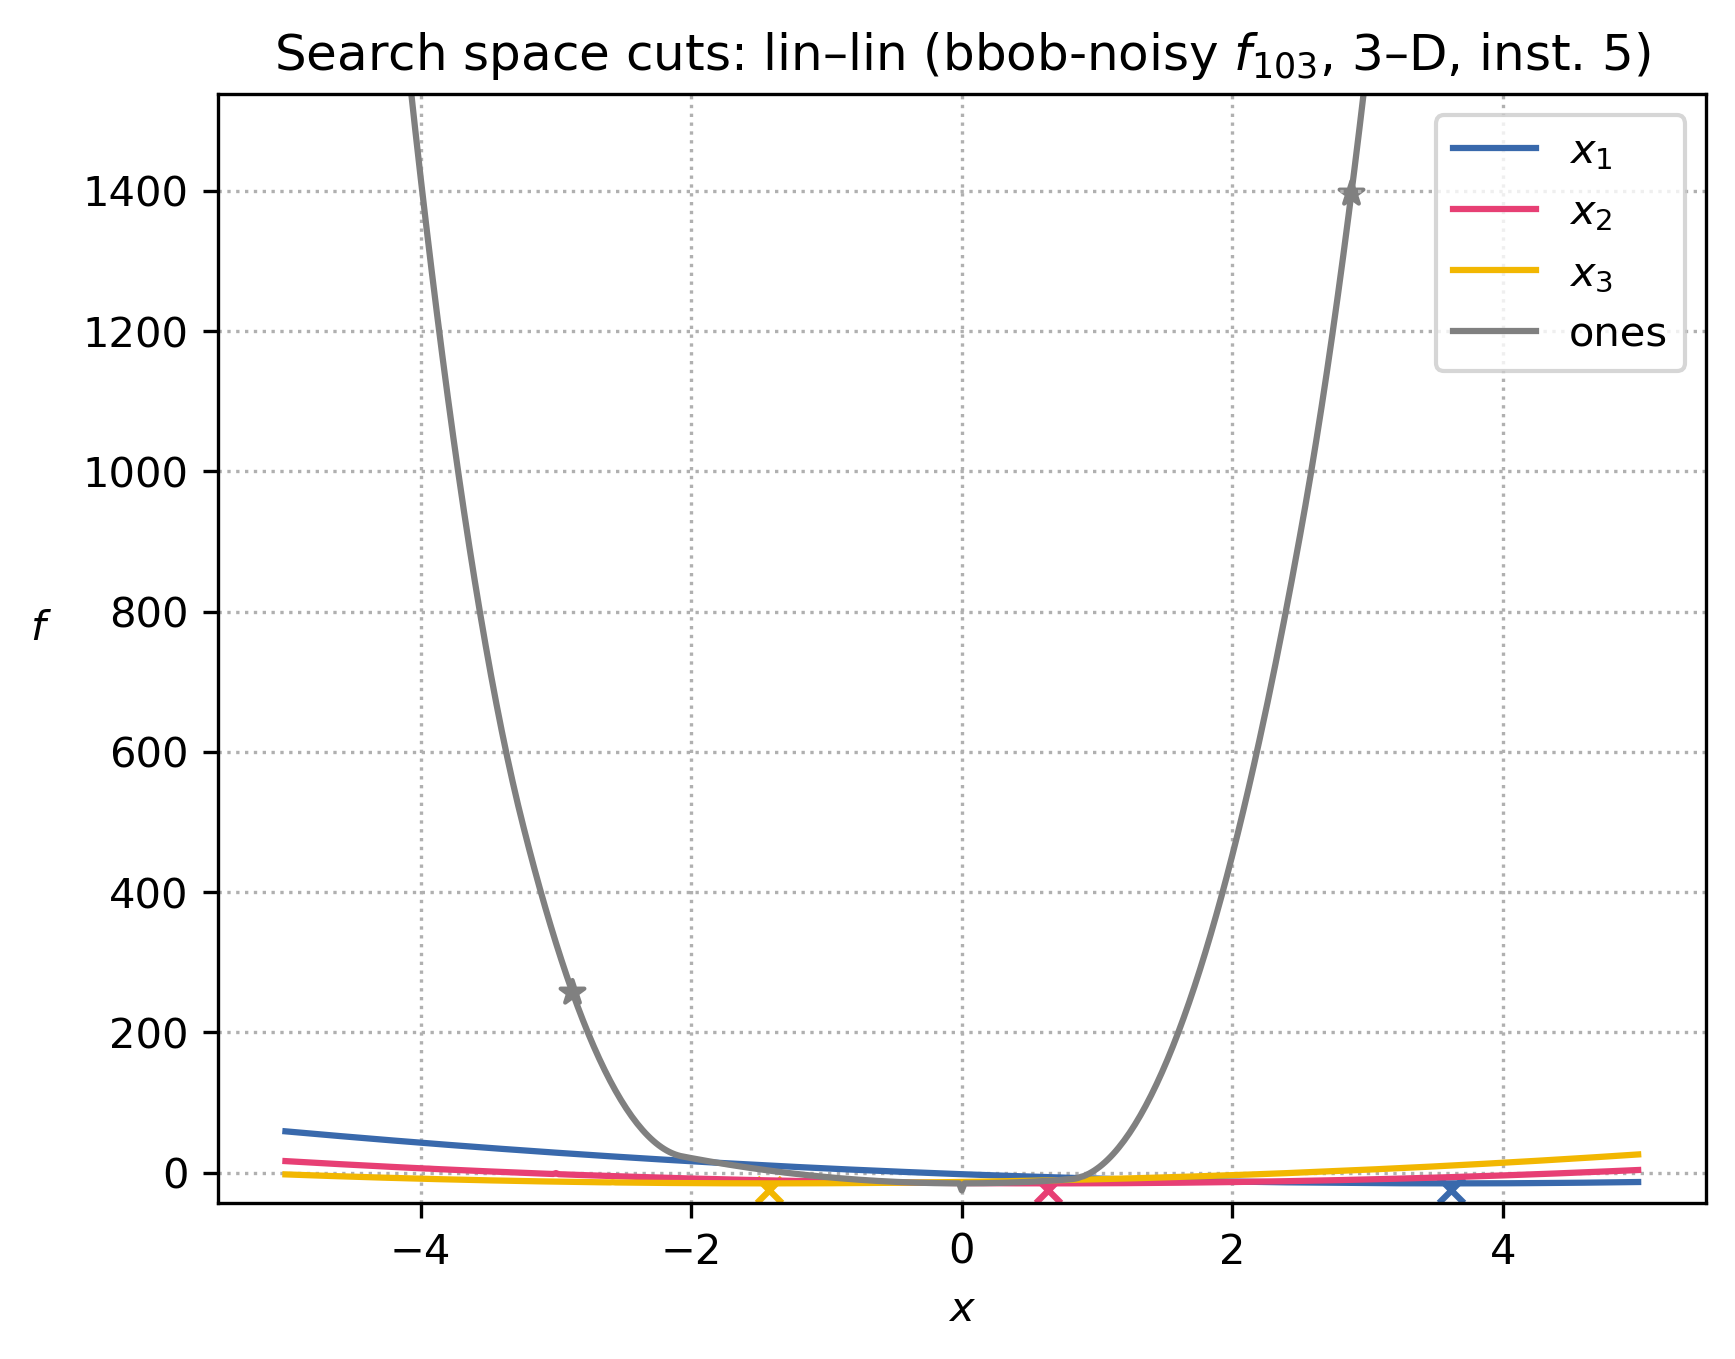 Search space cuts: lin–lin (bbob-noisy f₁₀₃, 3–D, inst. 5)
x₁
x₂
x₃
ones
1400
1200
1000
800
600
400
200
0
f
−4 −2 0 2 4
x